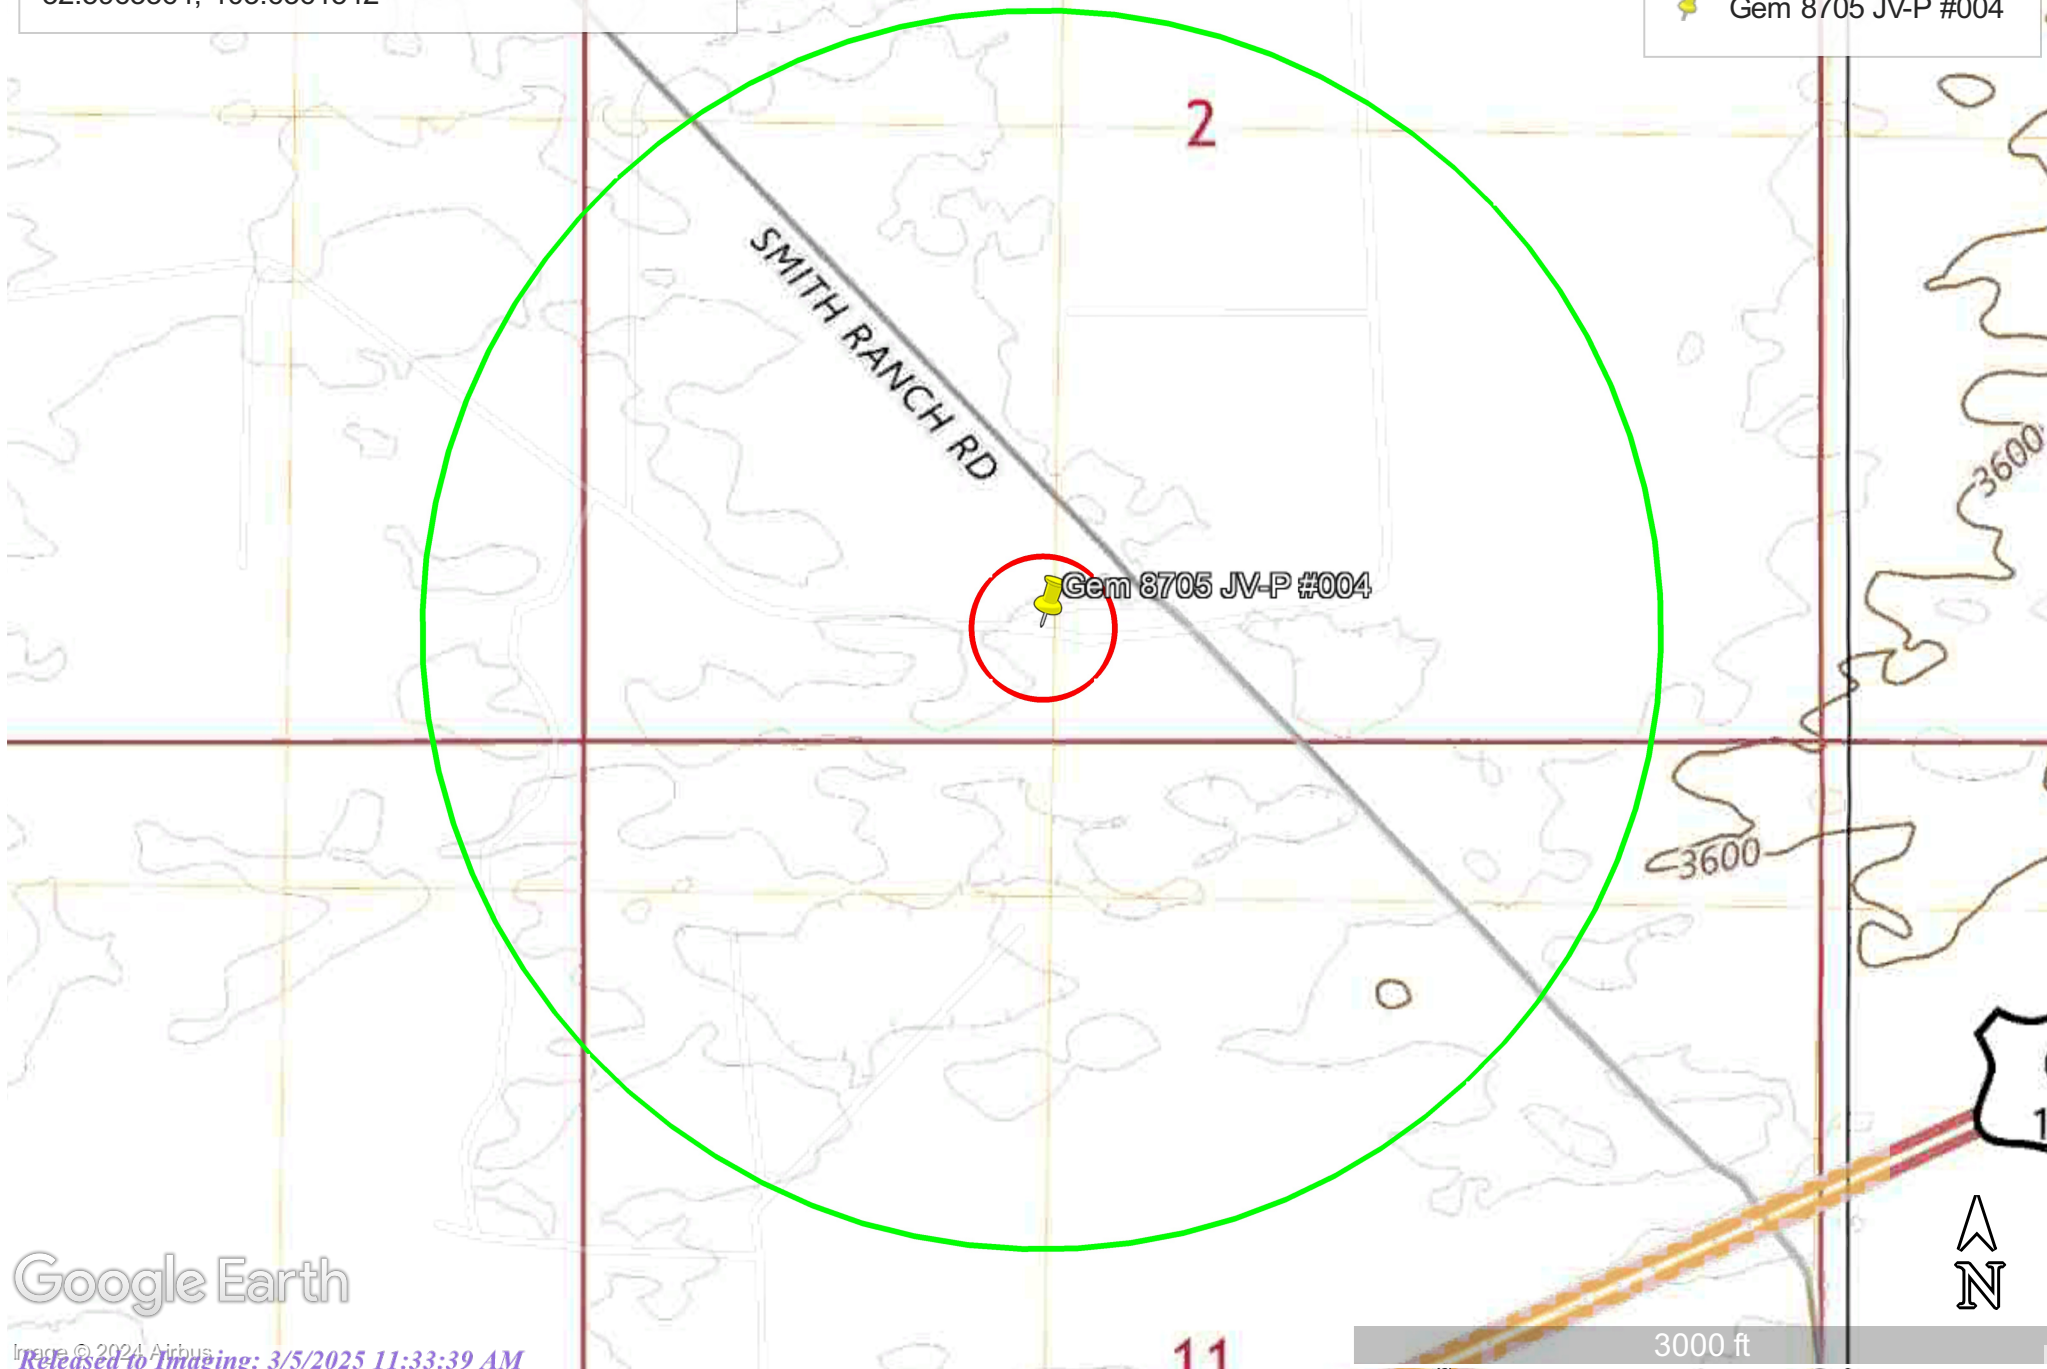 Gem 8705 JV-P #004
2
SMITH RANCH RD
3600
Gem 8705 JV-P #004
3600
Google Earth
11
3000 ft
N
Image © 2024 Airbus
Released to Imaging: 3/5/2025 11:33:39 AM